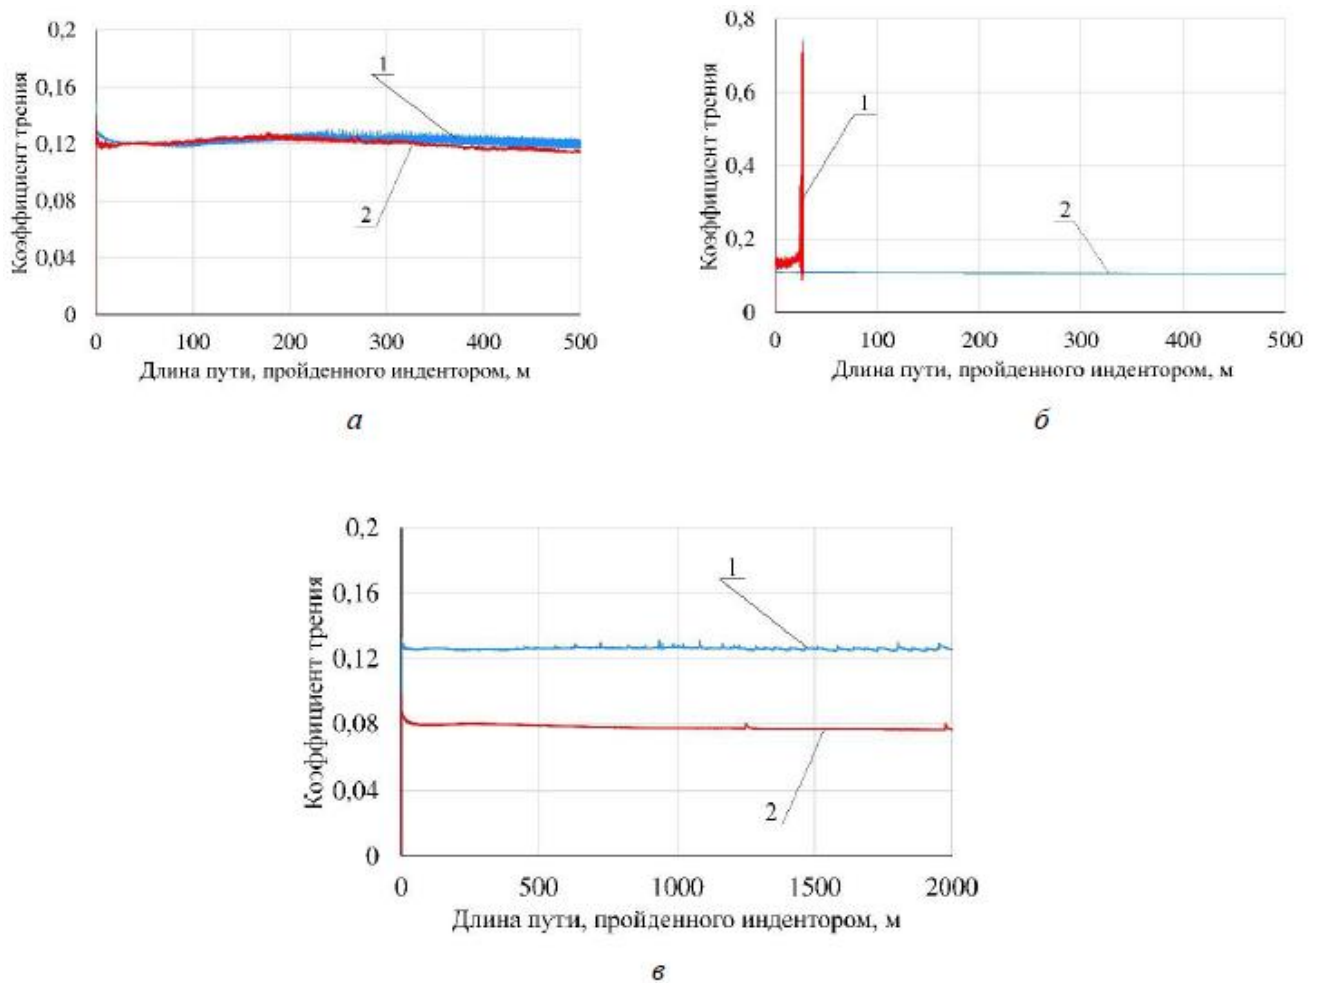 0,2
0,16
0,12
0,08
0,04
0
Коэффициент трения
1
2
0 100 200 300 400 500
Длина пути, пройденного индентором, м
а
0,8
0,6
0,4
0,2
0
Коэффициент трения
1
2
0 100 200 300 400 500
Длина пути, пройденного индентором, м
б
0,2
0,16
0,12
0,08
0,04
0
Коэффициент трения
1
2
0 500 1000 1500 2000
Длина пути, пройденного индентором, м
в